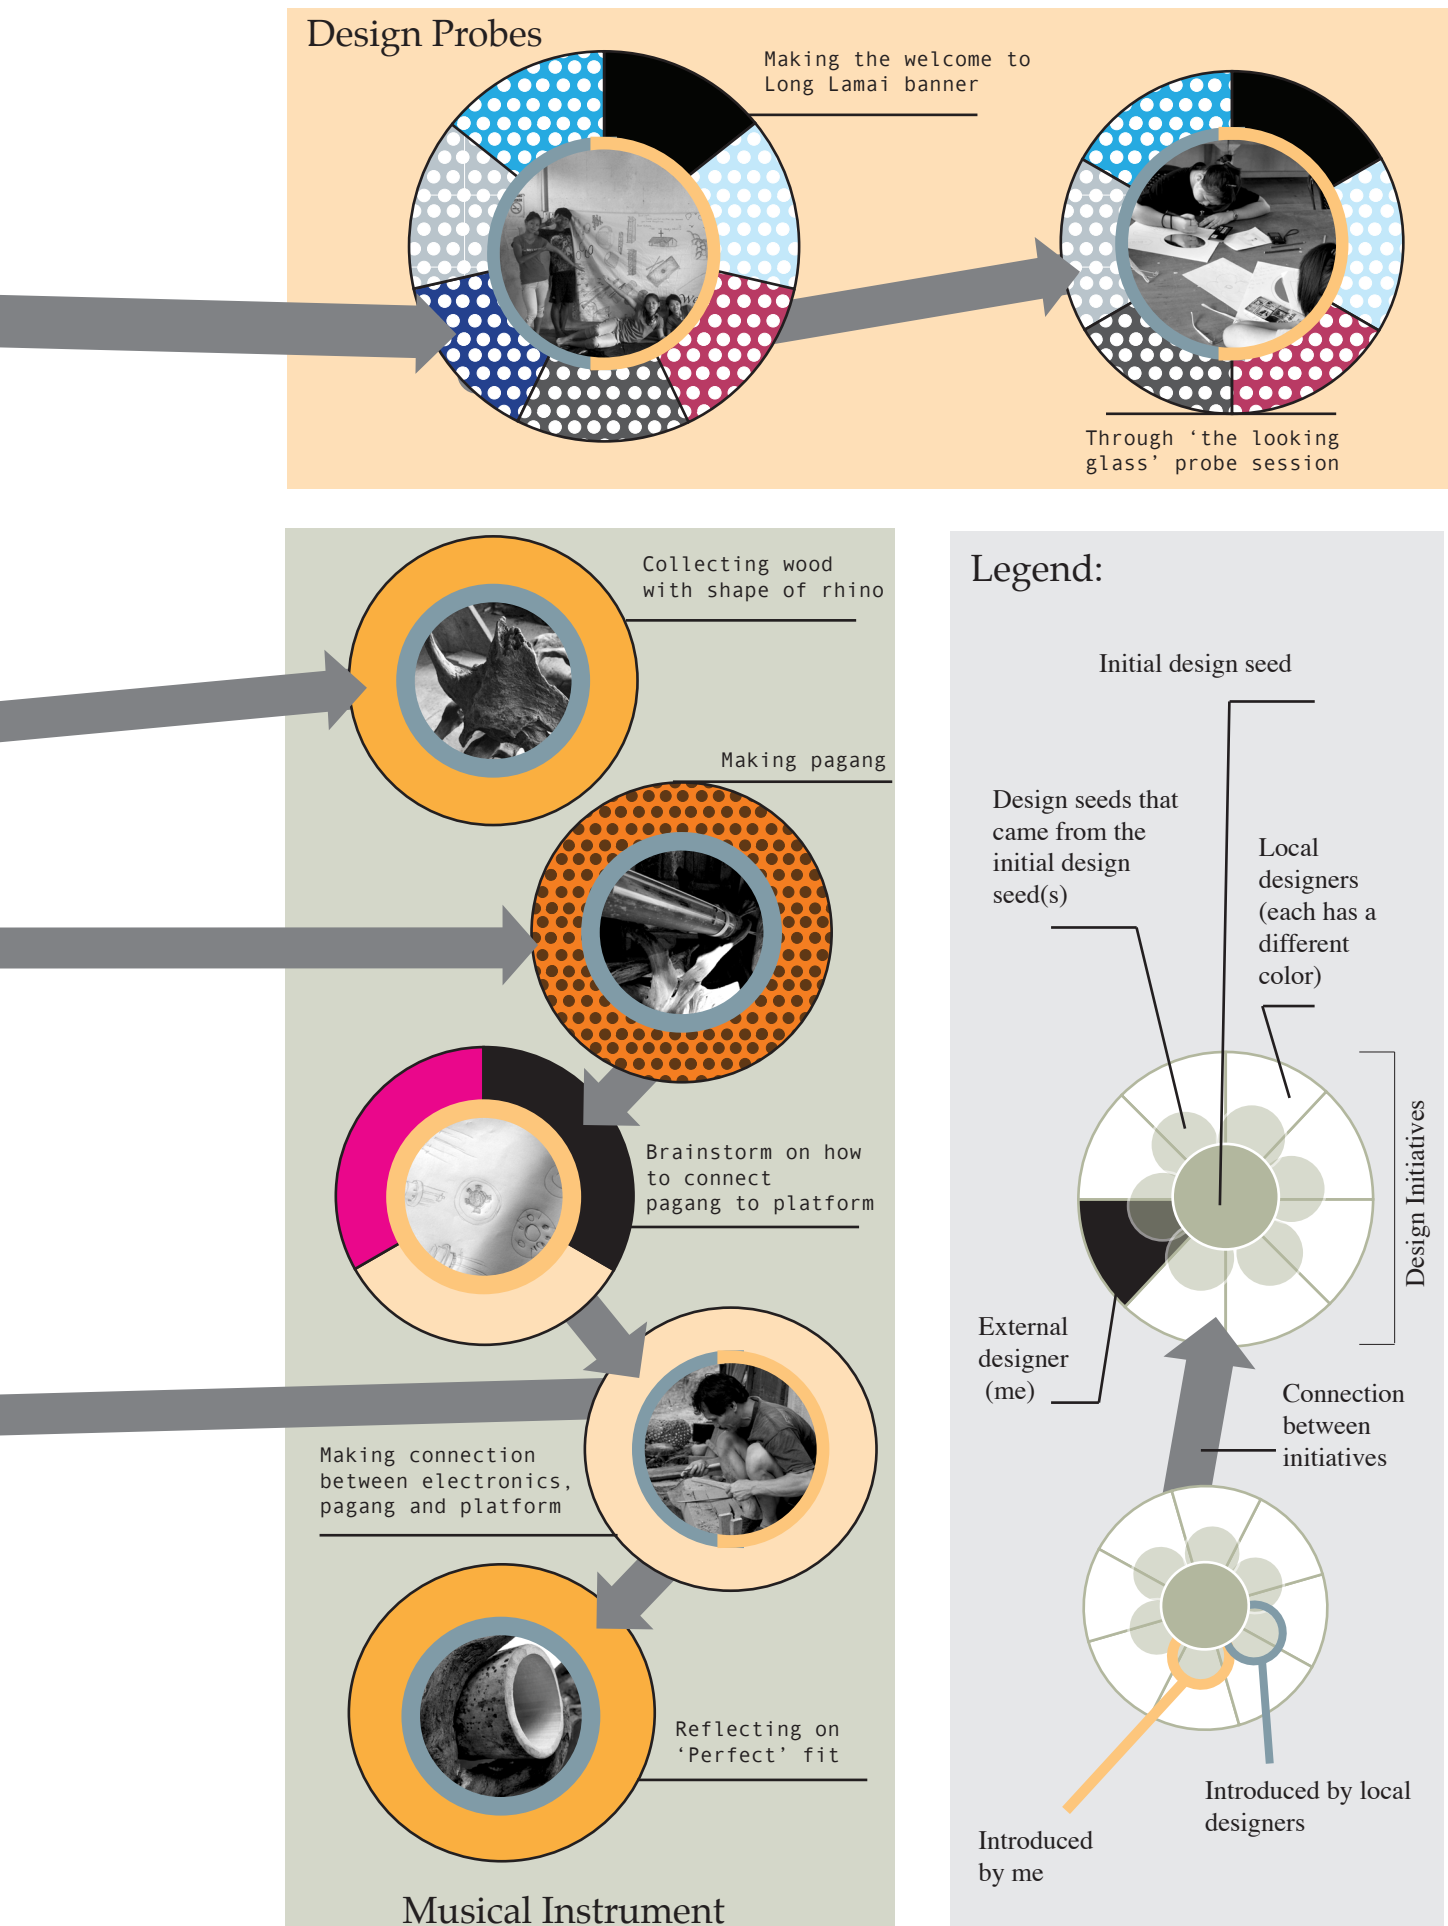 Design Probes
Making the welcome to
Long Lamai banner
Through ‘the looking
glass’ probe session
Collecting wood
with shape of rhino
Making pagang
Brainstorm on how
to connect
pagang to platform
Making connection
between electronics,
pagang and platform
Reflecting on
‘Perfect’ fit
Musical Instrument
Legend:
Initial design seed
Design seeds that
came from the
initial design
seed(s)
Local
designers
(each has a
different
color)
Design Initiatives
External
designer
(me)
Connection
between
initiatives
Introduced by local
designers
Introduced
by me